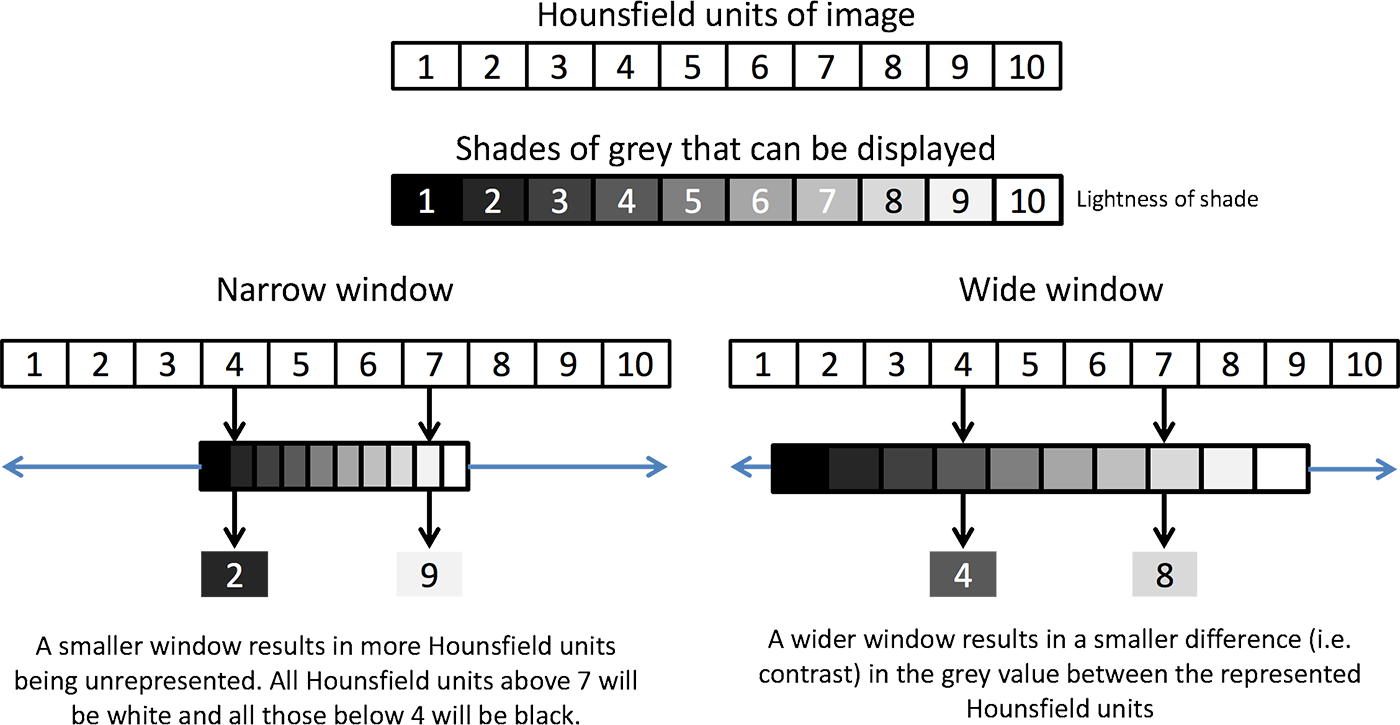 Hounsfield units of image
1 2 3 4 5 6 7 8 9 10
Shades of grey that can be displayed
1 2 3 4 5 6 7 8 9 10 Lightness of shade
Narrow window
1 2 3 4 5 6 7 8 9 10
2 9
A smaller window results in more Hounsfield units
being unrepresented. All Hounsfield units above 7 will
be white and all those below 4 will be black.
Wide window
1 2 3 4 5 6 7 8 9 10
4 8
A wider window results in a smaller difference (i.e.
contrast) in the grey value between the represented
Hounsfield units